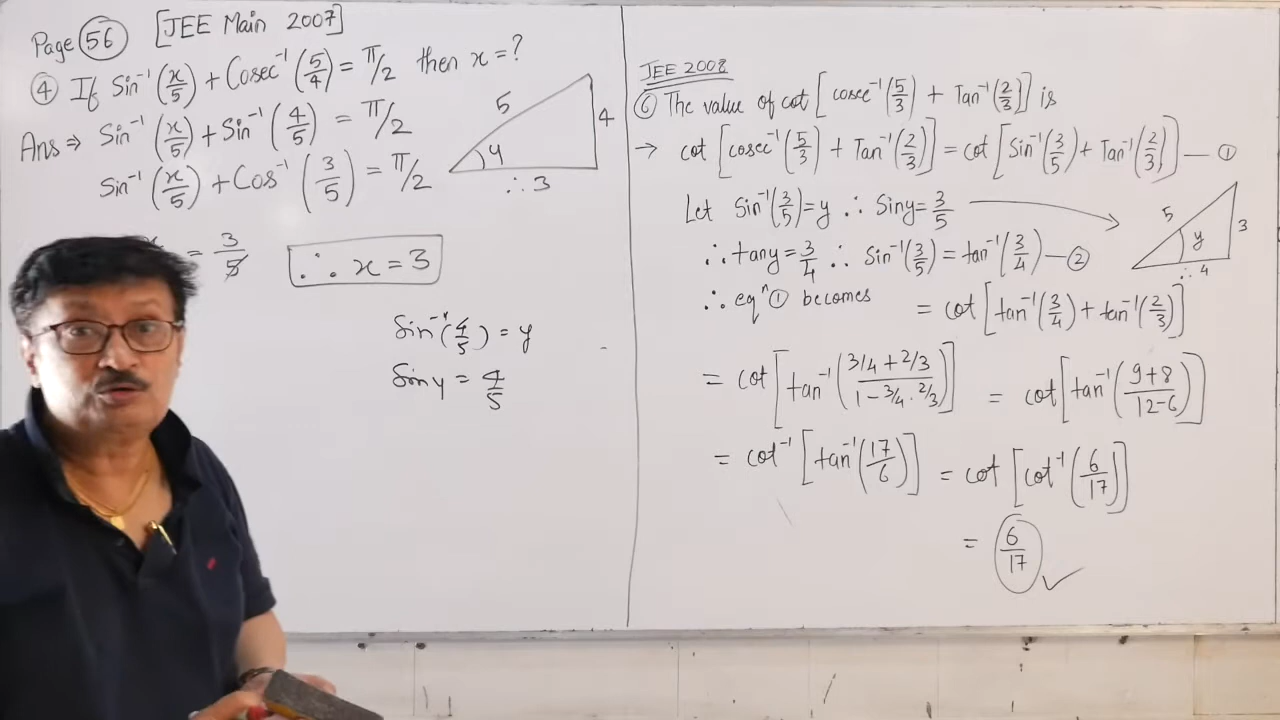 Page 56 [JEE Main 2007]
④ If Sin⁻¹(x/5) + Cosec⁻¹(5/4) = π/2 then x = ?
Ans ⇒ Sin⁻¹(x/5) + Sin⁻¹(4/5) = π/2
Sin⁻¹(x/5) + Cos⁻¹(3/5) = π/2
= 3/5 ∴ x = 3
5 4 y ∴ 3
Sin⁻¹(4/5) = y
Sin y = 4/5
JEE 2008
⑥ The value of cot [cosec⁻¹(5/3) + Tan⁻¹(2/3)] is
→ cot [cosec⁻¹(5/3) + Tan⁻¹(2/3)] = cot [Sin⁻¹(3/5) + Tan⁻¹(2/3)] — ①
Let Sin⁻¹(3/5) = y ∴ Sin y = 3/5
5 3 y ∴ 4
∴ tan y = 3/4 ∴ Sin⁻¹(3/5) = tan⁻¹(3/4) — ②
∴ eqⁿ ① becomes = cot [tan⁻¹(3/4) + tan⁻¹(2/3)]
= cot [tan⁻¹((3/4 + 2/3)/(1 - 3/4 . 2/3))] = cot [tan⁻¹((9+8)/(12-6))]
= cot⁻¹ [tan⁻¹(17/6)] = cot [cot⁻¹(6/17)]
= 6/17